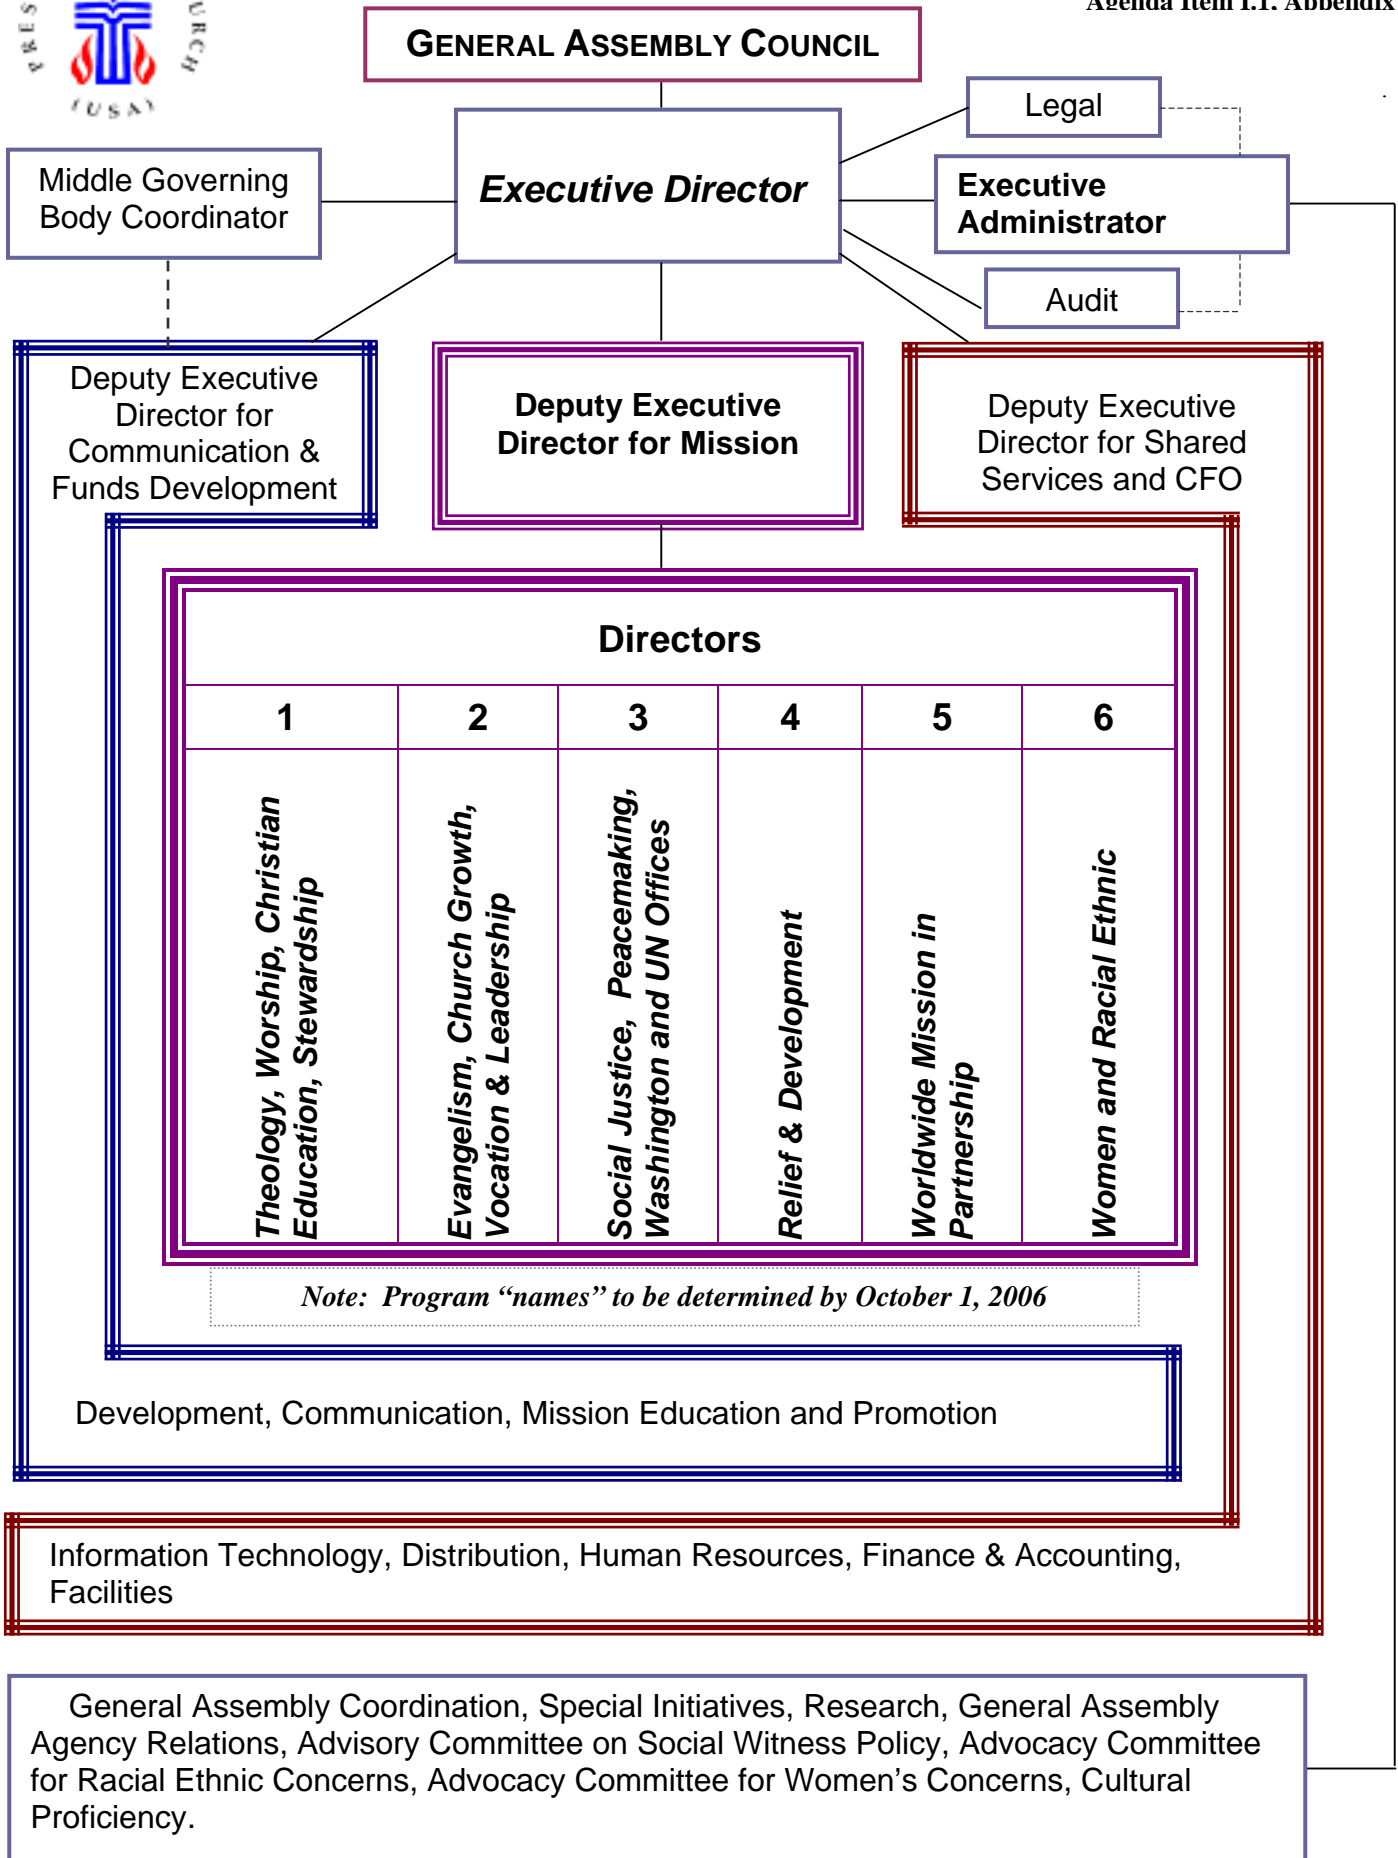 Agenda Item I.1, Appendix
PRES
URCH
(USA)
GENERAL ASSEMBLY COUNCIL
Legal
Middle Governing
Body Coordinator
Executive Director
Executive
Administrator
Audit
Deputy Executive
Director for
Communication &
Funds Development
Deputy Executive
Director for Mission
Deputy Executive
Director for Shared
Services and CFO
Directors
1 2 3 4 5 6
Theology, Worship, Christian
Education, Stewardship
Evangelism, Church Growth,
Vocation & Leadership
Social Justice, Peacemaking,
Washington and UN Offices
Relief & Development
Worldwide Mission in
Partnership
Women and Racial Ethnic
Note: Program “names” to be determined by October 1, 2006
Development, Communication, Mission Education and Promotion
Information Technology, Distribution, Human Resources, Finance & Accounting,
Facilities
General Assembly Coordination, Special Initiatives, Research, General Assembly
Agency Relations, Advisory Committee on Social Witness Policy, Advocacy Committee
for Racial Ethnic Concerns, Advocacy Committee for Women’s Concerns, Cultural
Proficiency.